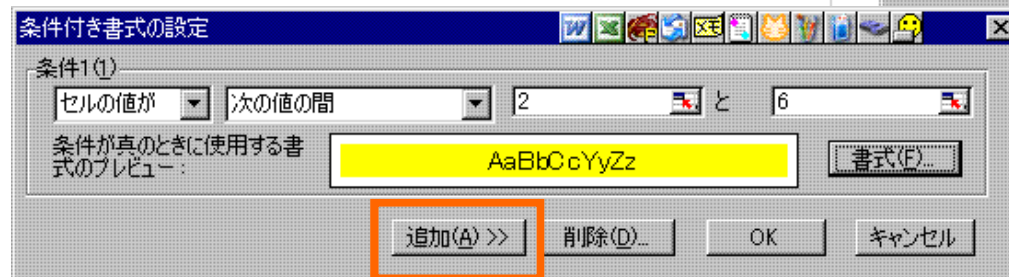 条件付き書式の設定
条件1(1)
セルの値が 次の値の間 2 と 6
条件が真のときに使用する書
式のプレビュー: AaBbCcYyZz 書式(F)...
追加(A) >> 削除(D)... OK キャンセル